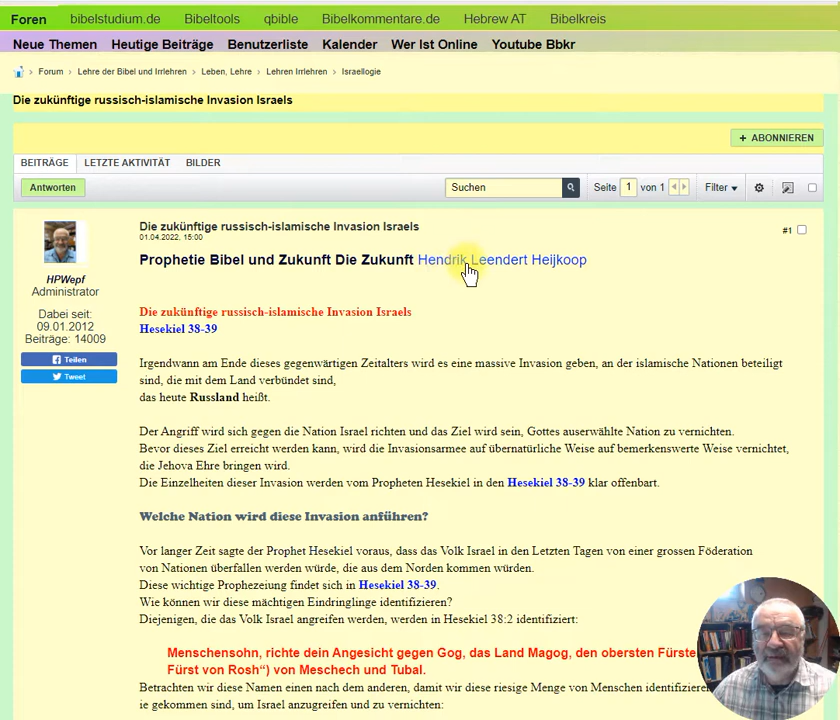 Foren bibelstudium.de Bibeltools qbible Bibelkommentare.de Hebrew AT Bibelkreis
Neue Themen Heutige Beiträge Benutzerliste Kalender Wer Ist Online Youtube Bbkr
Forum Lehre der Bibel und Irrlehren Leben, Lehre Lehren Irrlehren Israellogie
Die zukünftige russisch-islamische Invasion Israels
+ ABONNIEREN
BEITRÄGE LETZTE AKTIVITÄT BILDER
Antworten Suchen Seite 1 von 1 Filter
Die zukünftige russisch-islamische Invasion Israels
01.04.2022, 15:00
#1
Prophetie Bibel und Zukunft Die Zukunft Hendrik Leendert Heijkoop
HPWepf
Administrator
Dabei seit:
09.01.2012
Beiträge: 14009
Teilen
Tweet
Die zukünftige russisch-islamische Invasion Israels
Hesekiel 38-39
Irgendwann am Ende dieses gegenwärtigen Zeitalters wird es eine massive Invasion geben, an der islamische Nationen beteiligt
sind, die mit dem Land verbündet sind,
das heute Russland heißt.
Der Angriff wird sich gegen die Nation Israel richten und das Ziel wird sein, Gottes auserwählte Nation zu vernichten.
Bevor dieses Ziel erreicht werden kann, wird die Invasionsarmee auf übernatürliche Weise auf bemerkenswerte Weise vernichtet,
die Jehova Ehre bringen wird.
Die Einzelheiten dieser Invasion werden vom Propheten Hesekiel in den Hesekiel 38-39 klar offenbart.
Welche Nation wird diese Invasion anführen?
Vor langer Zeit sagte der Prophet Hesekiel voraus, dass das Volk Israel in den Letzten Tagen von einer grossen Föderation
von Nationen überfallen werden würde, die aus dem Norden kommen würden.
Diese wichtige Prophezeiung findet sich in Hesekiel 38-39.
Wie können wir diese mächtigen Eindringlinge identifizieren?
Diejenigen, die das Volk Israel angreifen werden, werden in Hesekiel 38:2 identifiziert:
Menschensohn, richte dein Angesicht gegen Gog, das Land Magog, den obersten Fürste
Fürst von Rosh“) von Meschech und Tubal.
Betrachten wir diese Namen einen nach dem anderen, damit wir diese riesige Menge von Menschen identifizieren
ie gekommen sind, um Israel anzugreifen und zu vernichten: